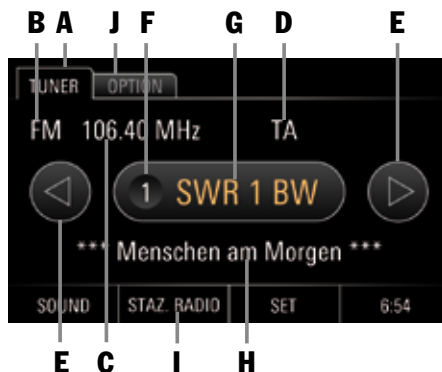 B A J F G D E
TUNER OPTION
FM 106.40 MHz TA
1 SWR 1 BW
*** Menschen am Morgen ***
SOUND STAZ. RADIO SET 6:54
E C I H